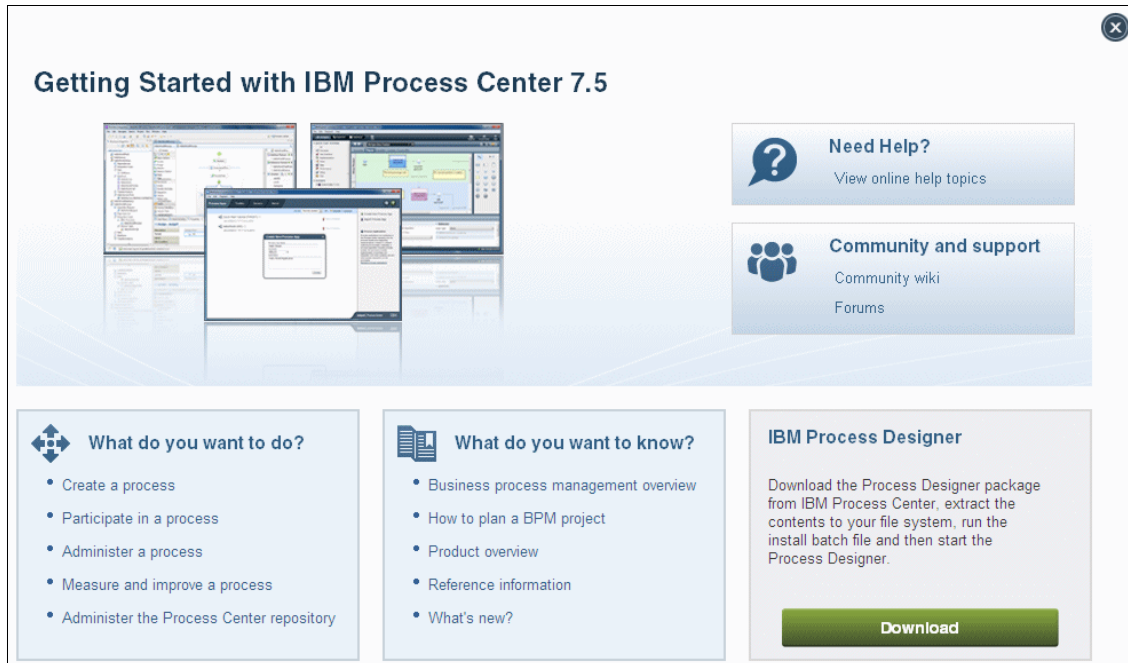 Getting Started with IBM Process Center 7.5
Need Help?
View online help topics
Community and support
Community wiki
Forums
What do you want to do?
• Create a process
• Participate in a process
• Administer a process
• Measure and improve a process
• Administer the Process Center repository
What do you want to know?
• Business process management overview
• How to plan a BPM project
• Product overview
• Reference information
• What's new?
IBM Process Designer
Download the Process Designer package
from IBM Process Center, extract the
contents to your file system, run the
install batch file and then start the
Process Designer.
Download